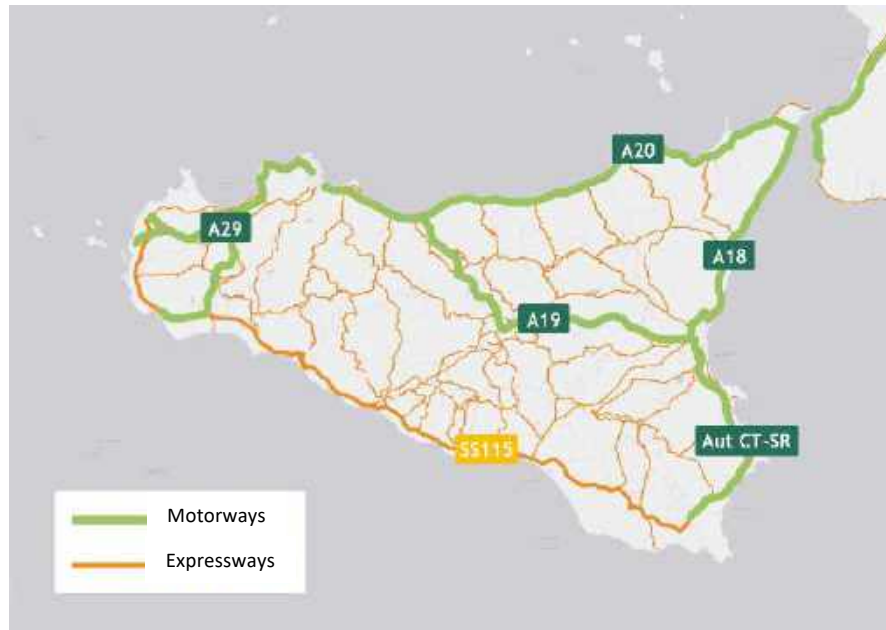 A20
A29
A18
A19
Aut CT-SR
SS115
Motorways
Expressways